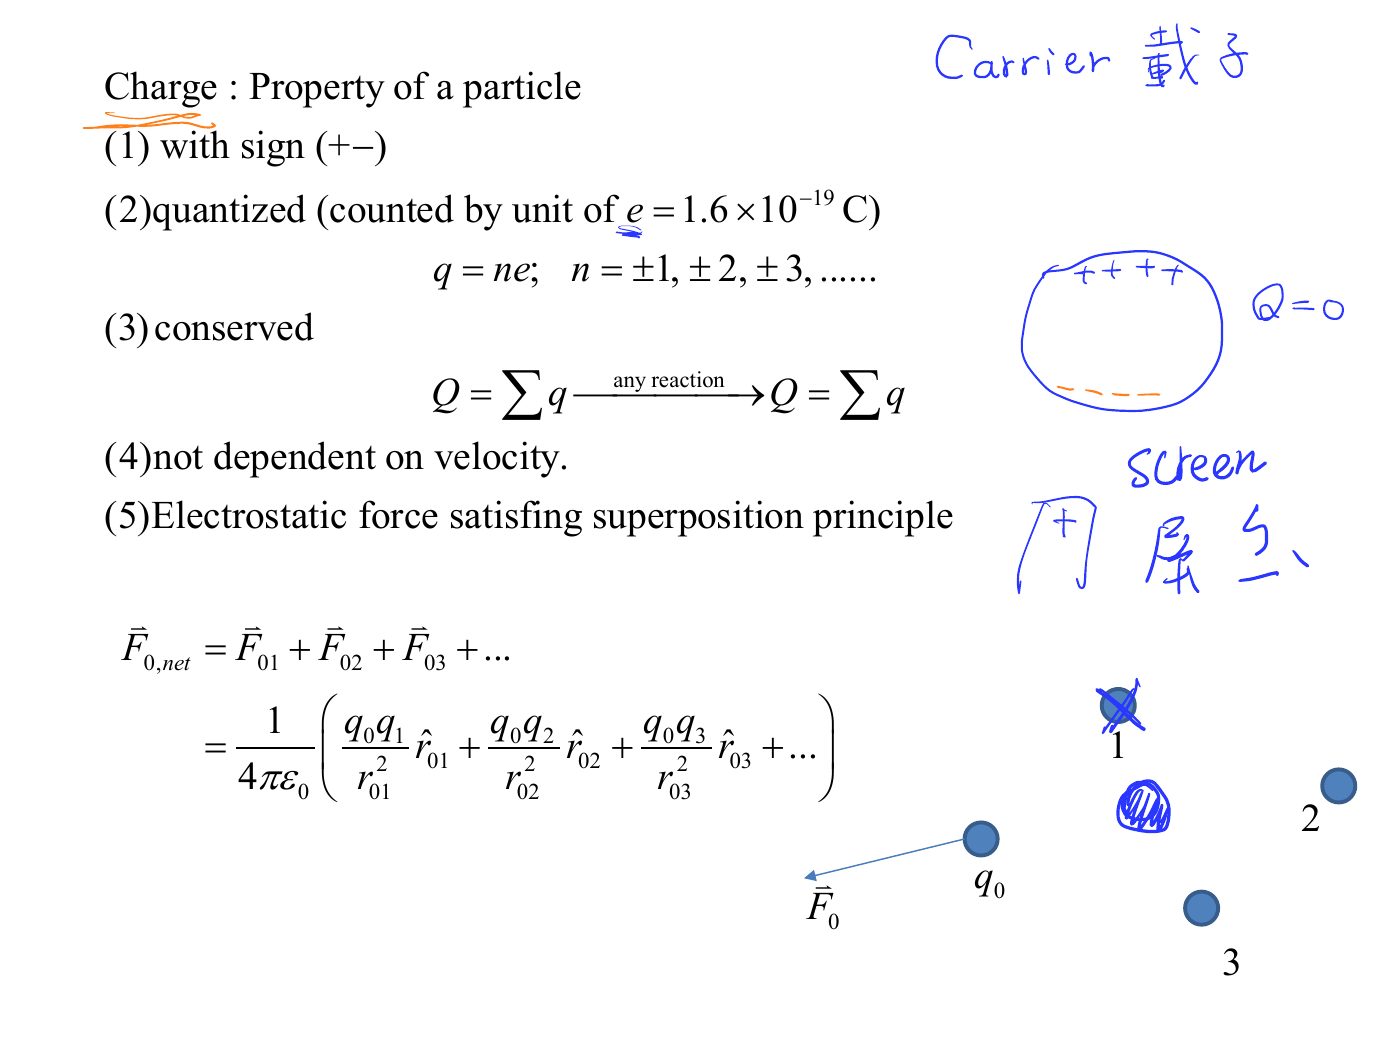 Carrier 載子
Charge : Property of a particle
(1) with sign (+−)
(2)quantized (counted by unit of e = 1.6 ×10⁻¹⁹ C)
q = ne;   n = ±1, ± 2, ± 3, ......
+ + + +
Q = 0
(3) conserved
Q = ∑ q ⟶ any reaction Q = ∑ q
− − − −
(4)not dependent on velocity.
screen
(5)Electrostatic force satisfing superposition principle
+
F⃗₀,net = F⃗₀₁ + F⃗₀₂ + F⃗₀₃ + ...
= 1/(4πε₀) ( q₀q₁/r₀₁² r̂₀₁ + q₀q₂/r₀₂² r̂₀₂ + q₀q₃/r₀₃² r̂₀₃ + ... )
1
2
q₀
F⃗₀
3